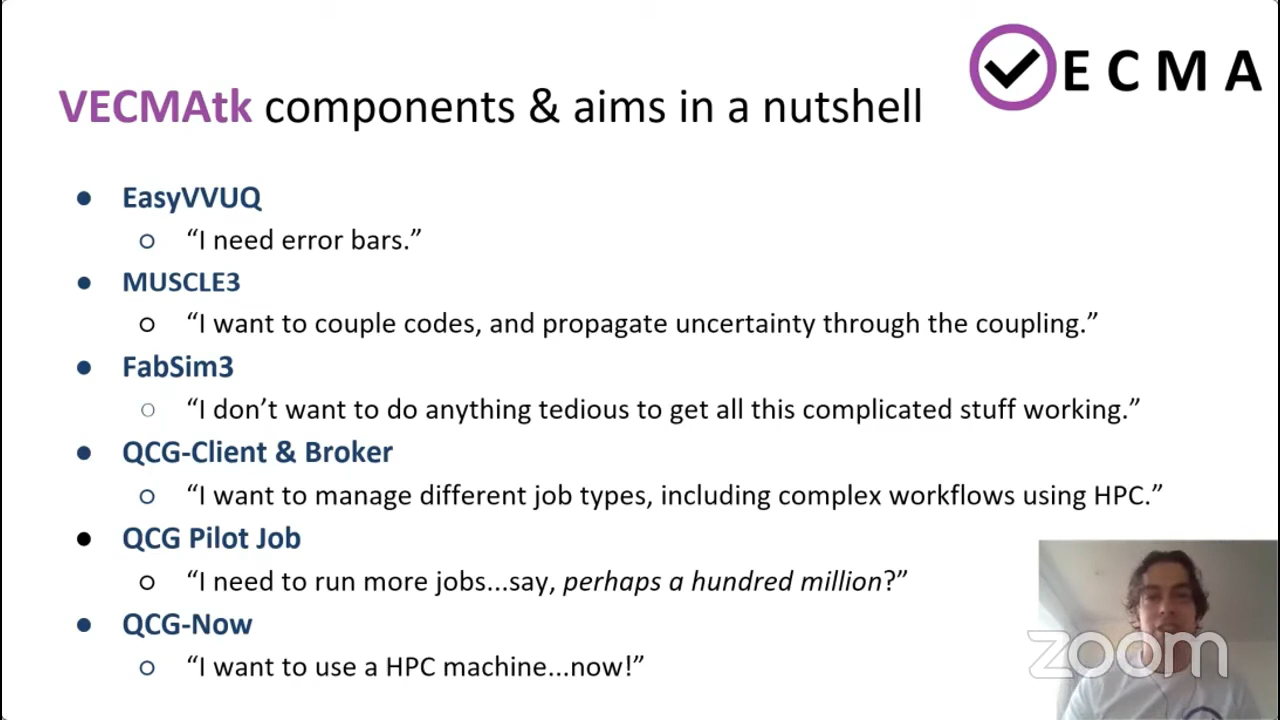 ECMA
VECMAtk components & aims in a nutshell
● EasyVVUQ
○ “I need error bars.”
● MUSCLE3
○ “I want to couple codes, and propagate uncertainty through the coupling.”
● FabSim3
○ “I don’t want to do anything tedious to get all this complicated stuff working.”
● QCG-Client & Broker
○ “I want to manage different job types, including complex workflows using HPC.”
● QCG Pilot Job
○ “I need to run more jobs...say, perhaps a hundred million?”
● QCG-Now
○ “I want to use a HPC machine...now!”
zoom
ECMA